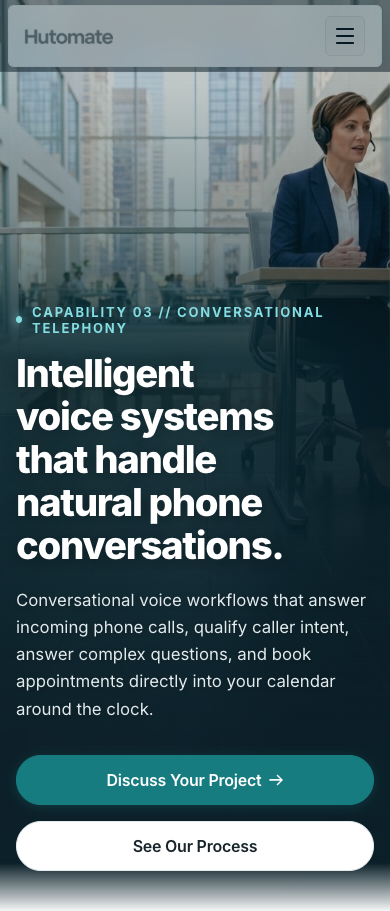 Hutomate
CAPABILITY 03 // CONVERSATIONAL
TELEPHONY
Intelligent
voice systems
that handle
natural phone
conversations.
Conversational voice workflows that answer
incoming phone calls, qualify caller intent,
answer complex questions, and book
appointments directly into your calendar
around the clock.
Discuss Your Project →
See Our Process